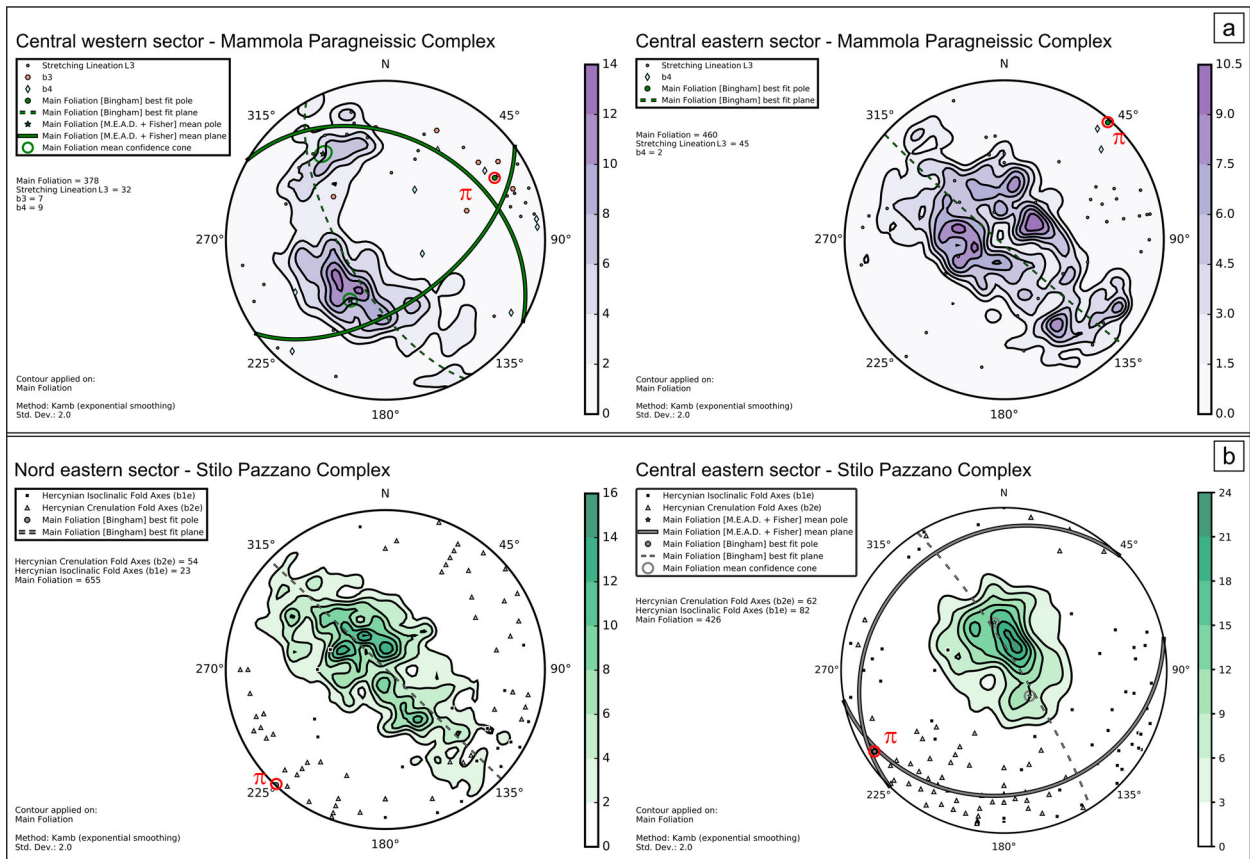 a
Central western sector - Mammola Paragneissic Complex
Stretching Lineation L3
b3
b4
Main Foliation [Bingham] best fit pole
Main Foliation [Bingham] best fit plane
Main Foliation [M.E.A.D. + Fisher] mean pole
Main Foliation [M.E.A.D. + Fisher] mean plane
Main Foliation mean confidence cone
Main Foliation = 378
Stretching Lineation L3 = 32
b3 = 7
b4 = 9
N
315°
45°
π
270°
90°
225°
135°
180°
Contour applied on:
Main Foliation
Method: Kamb (exponential smoothing)
Std. Dev.: 2.0
14
12
10
8
6
4
2
0
Central eastern sector - Mammola Paragneissic Complex
Stretching Lineation L3
b4
Main Foliation [Bingham] best fit pole
Main Foliation [Bingham] best fit plane
Main Foliation = 460
Stretching Lineation L3 = 45
b4 = 2
N
315°
45°
π
270°
90°
225°
135°
180°
Contour applied on:
Main Foliation
Method: Kamb (exponential smoothing)
Std. Dev.: 2.0
10.5
9.0
7.5
6.0
4.5
3.0
1.5
0.0
b
Nord eastern sector - Stilo Pazzano Complex
Hercynian Isoclinalic Fold Axes (b1e)
Hercynian Crenulation Fold Axes (b2e)
Main Foliation [Bingham] best fit pole
Main Foliation [Bingham] best fit plane
Hercynian Crenulation Fold Axes (b2e) = 54
Hercynian Isoclinalic Fold Axes (b1e) = 23
Main Foliation = 655
N
315°
45°
270°
90°
π
225°
135°
180°
Contour applied on:
Main Foliation
Method: Kamb (exponential smoothing)
Std. Dev.: 2.0
16
14
12
10
8
6
4
2
0
Central eastern sector - Stilo Pazzano Complex
Hercynian Isoclinalic Fold Axes (b1e)
Hercynian Crenulation Fold Axes (b2e)
Main Foliation [M.E.A.D. + Fisher] mean pole
Main Foliation [M.E.A.D. + Fisher] mean plane
Main Foliation [Bingham] best fit pole
Main Foliation [Bingham] best fit plane
Main Foliation mean confidence cone
Hercynian Crenulation Fold Axes (b2e) = 62
Hercynian Isoclinalic Fold Axes (b1e) = 82
Main Foliation = 426
N
315°
45°
270°
90°
π
225°
135°
180°
Contour applied on:
Main Foliation
Method: Kamb (exponential smoothing)
Std. Dev.: 2.0
24
21
18
15
12
9
6
3
0